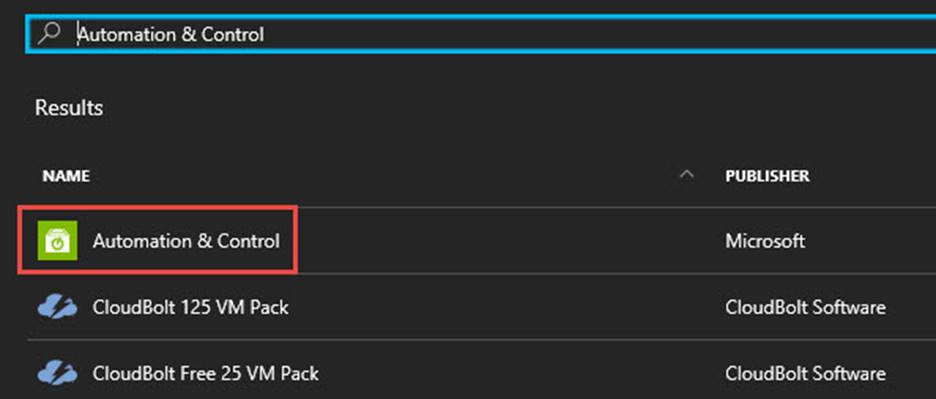 Automation & Control
Results
NAME PUBLISHER
Automation & Control Microsoft
CloudBolt 125 VM Pack CloudBolt Software
CloudBolt Free 25 VM Pack CloudBolt Software